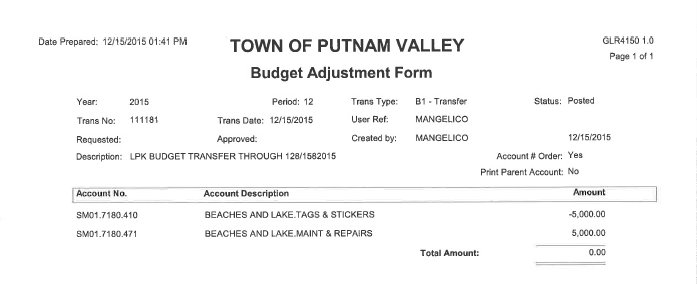 Date Prepared: 12/15/2015 01:41 PM
TOWN OF PUTNAM VALLEY
GLR4150 1.0
Budget Adjustment Form
Page 1 of 1
Year: 2015 Period: 12 Trans Type: B1 - Transfer Status: Posted
Trans No: 111181 Trans Date: 12/15/2015 User Ref: MANGELICO
Requested: Approved: Created by: MANGELICO 12/15/2015
Description: LPK BUDGET TRANSFER THROUGH 128/1582015 Account # Order: Yes
Print Parent Account: No
Account No. Account Description Amount
SM01.7180.410 BEACHES AND LAKE.TAGS & STICKERS -5,000.00
SM01.7180.471 BEACHES AND LAKE.MAINT & REPAIRS 5,000.00
Total Amount: 0.00